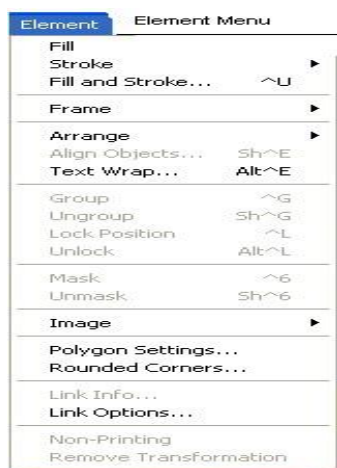 Element Element Menu
Fill
Stroke
Fill and Stroke... ^U
Frame
Arrange
Align Objects... Sh^E
Text Wrap... Alt^E
Group ^G
Ungroup Sh^G
Lock Position ^L
Unlock Alt^L
Mask ^6
Unmask Sh^6
Image
Polygon Settings...
Rounded Corners...
Link Info...
Link Options...
Non-Printing
Remove Transformation